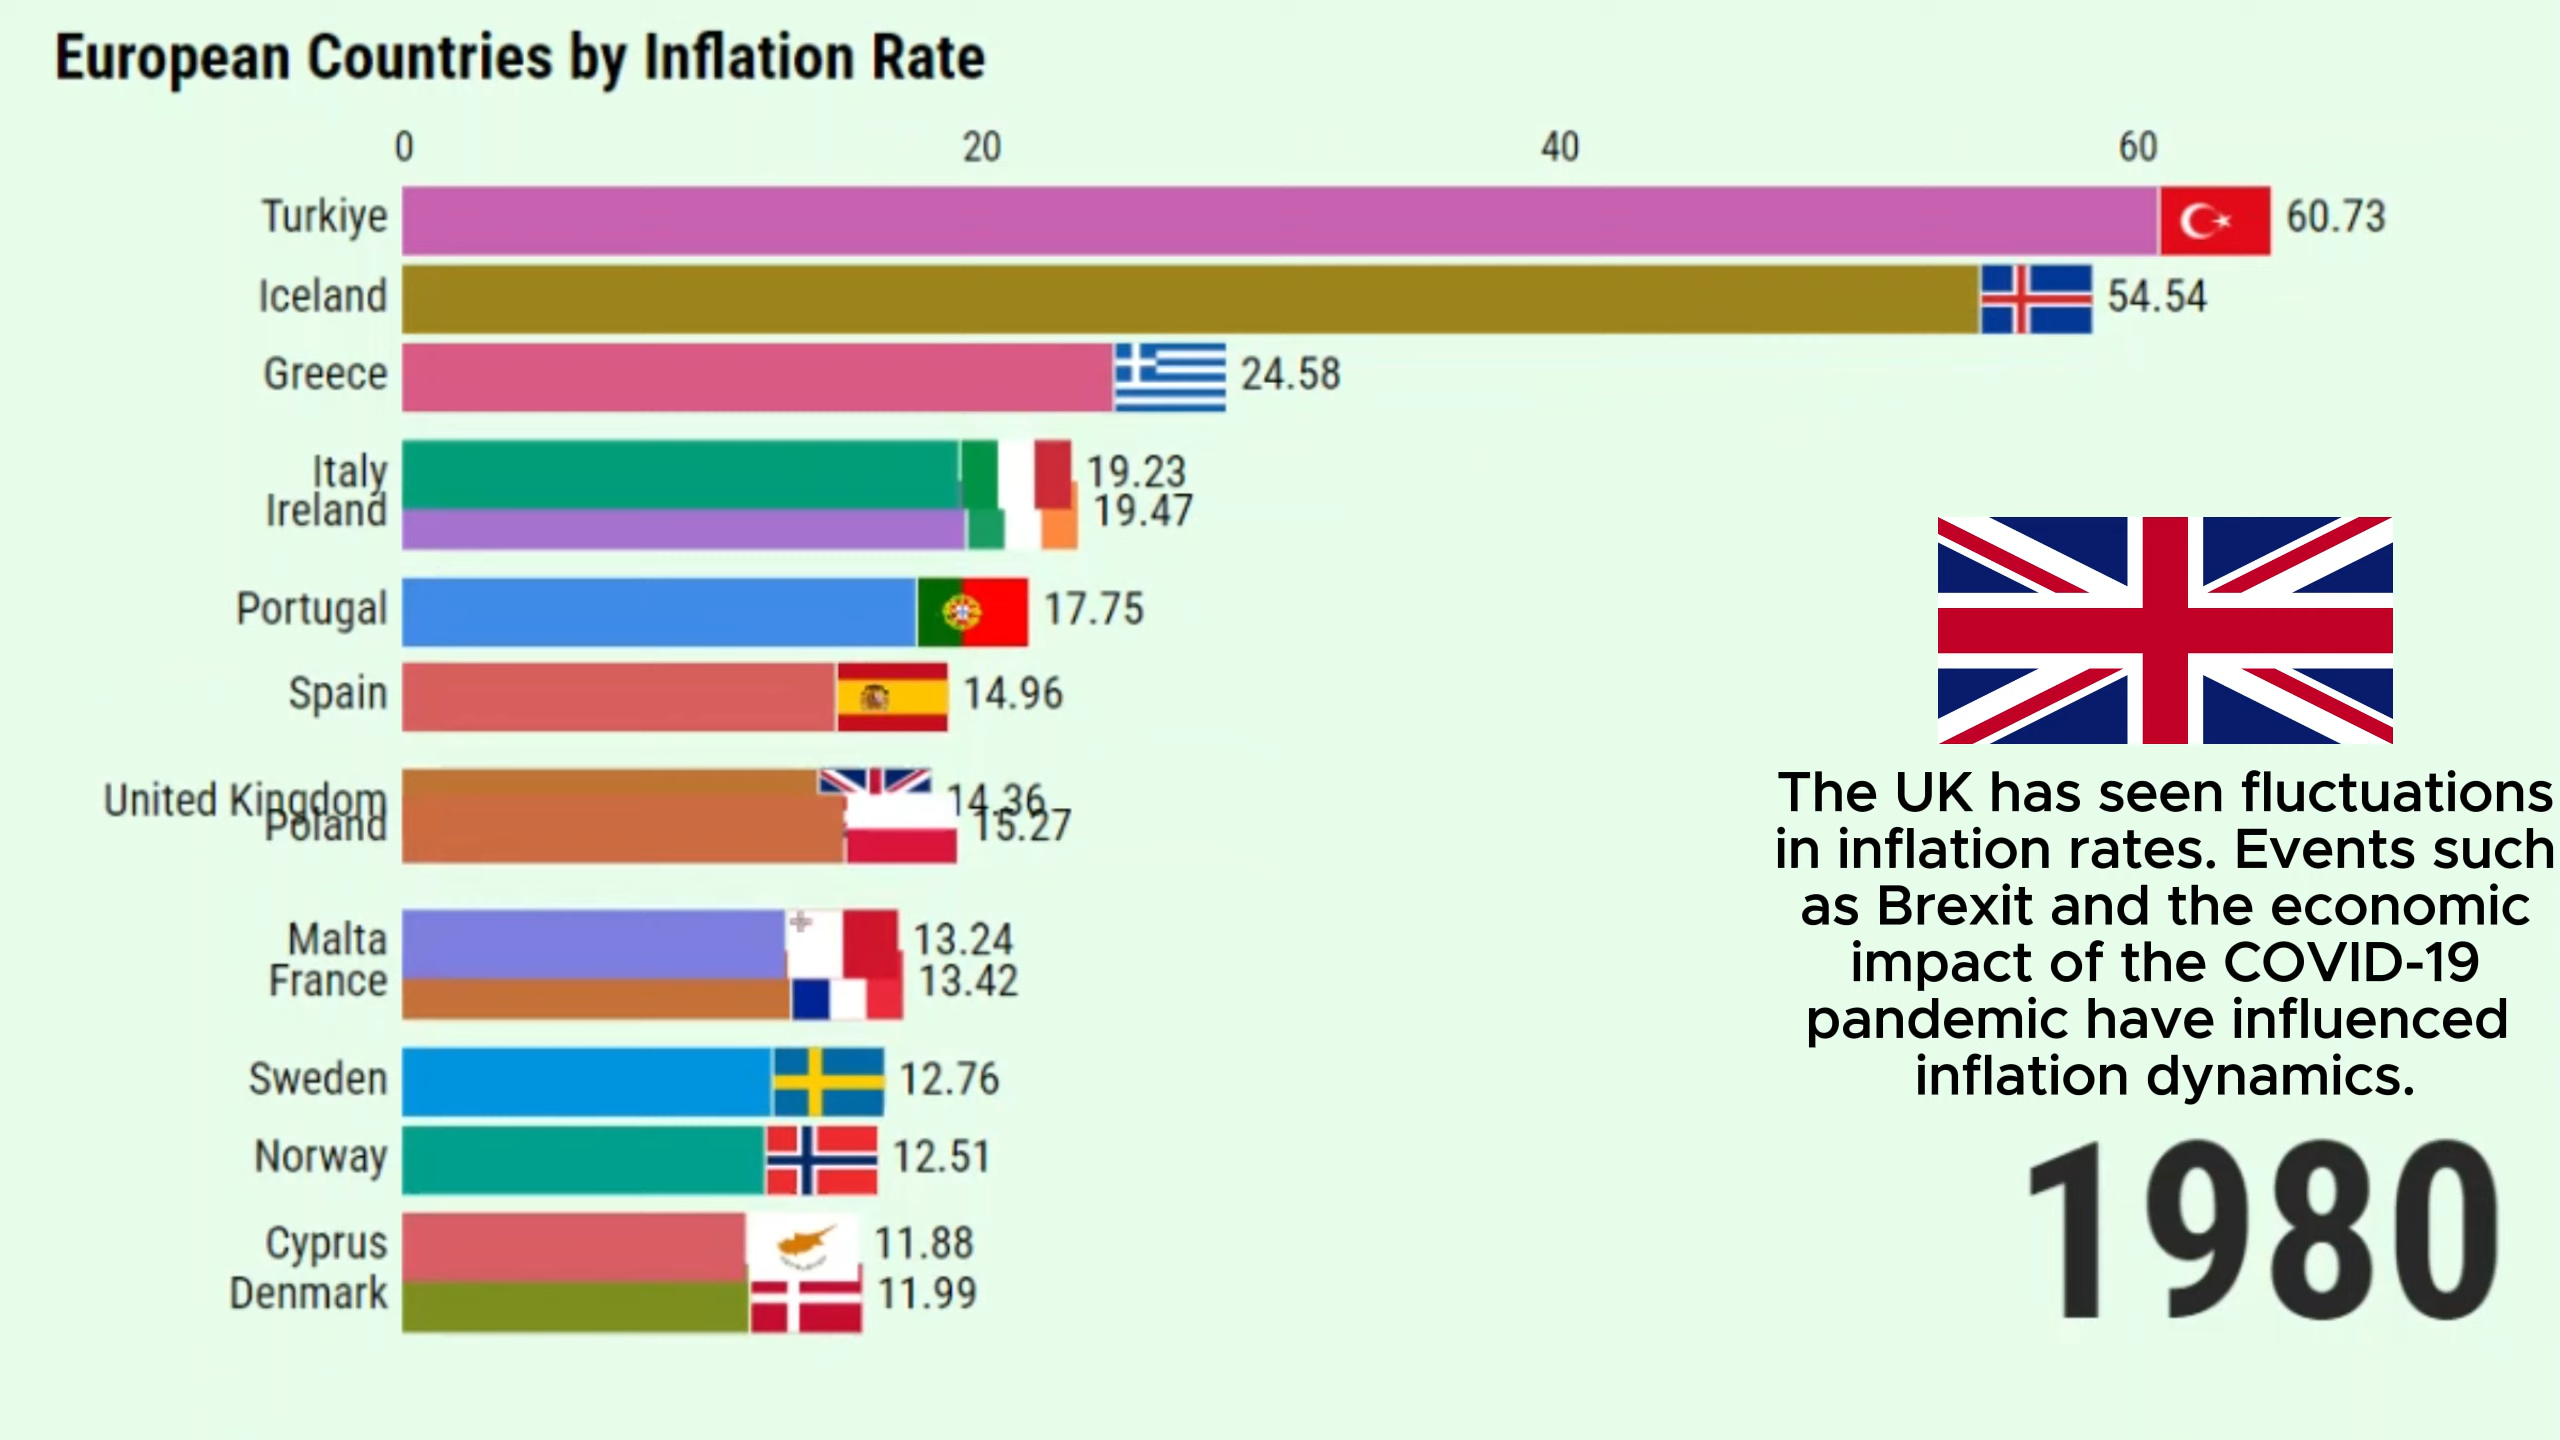 European Countries by Inflation Rate
0 20 40 60
Turkiye 60.73
Iceland 54.54
Greece 24.58
Italy 19.23
Ireland 19.47
Portugal 17.75
Spain 14.96
United Kingdom 14.36
Poland 15.27
Malta 13.24
France 13.42
Sweden 12.76
Norway 12.51
Cyprus 11.88
Denmark 11.99
The UK has seen fluctuations
in inflation rates. Events such
as Brexit and the economic
impact of the COVID-19
pandemic have influenced
inflation dynamics.
1980